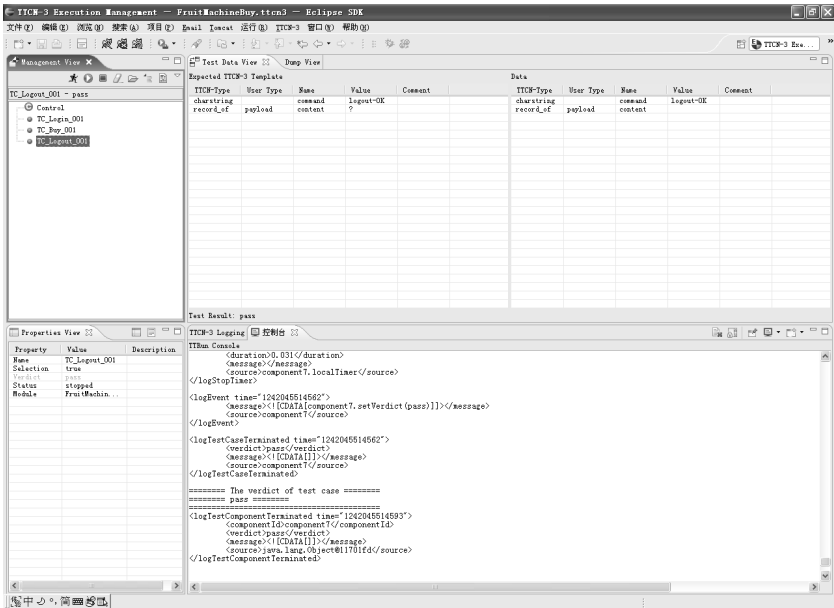 TTCN-3 Execution Management — FruitMachineBuy.ttcn3 — Eclipse SDK
文件(F) 编辑(E) 浏览(N) 搜索(A) 项目(P) Email Tomcat 运行(R) TTCN-3 窗口(W) 帮助(H)
TTCN-3 Exe...
Management View
TC_Logout_001 - pass
Control
TC_Login_001
TC_Buy_001
TC_Logout_001
Test Data View Dump View
Expected TTCN-3 Template Data
TTCN-Type User Type Name Value Comment TTCN-Type User Type Name Value Comment
charstring command logout-OK charstring command logout-OK
record_of payload content ? record_of payload content
Test Result: pass
Properties View
Property Value Description
Name TC_Logout_001
Selection true
Verdict pass
Status stopped
Module FruitMachin...
TTCN-3 Logging 控制台
TTRun Console
<duration>0.031</duration>
<message></message>
<source>component7.localTimer</source>
</logStopTimer>
<logEvent time="1242045514562">
<message><![CDATA[component7.setVerdict(pass)]]></message>
<source>component7</source>
</logEvent>
<logTestCaseTerminated time="1242045514562">
<verdict>pass</verdict>
<message><![CDATA[]]></message>
<source>component7</source>
</logTestCaseTerminated>
======== The verdict of test case ========
======== pass ========
==========================================
<logTestComponentTerminated time="1242045514593">
<componentId>component7</componentId>
<verdict>pass</verdict>
<message><![CDATA[]]></message>
<source>java.lang.Object@11701fd</source>
</logTestComponentTerminated>
中 简